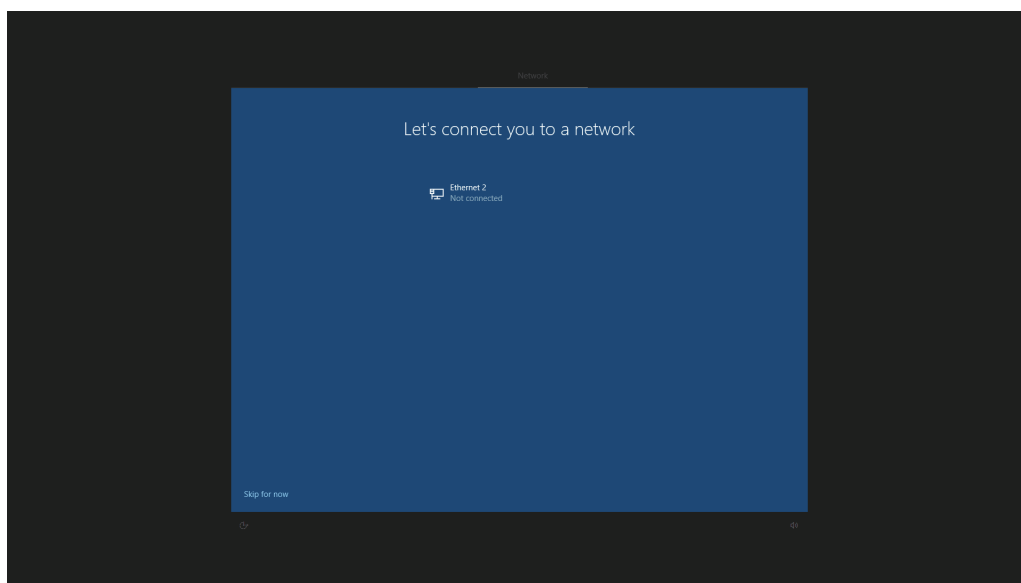 Network
Let's connect you to a network
Ethernet 2
Not connected
Skip for now